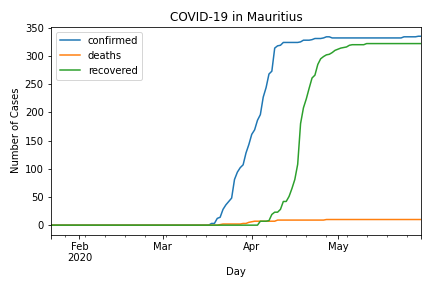 COVID-19 in Mauritius
confirmed
deaths
recovered
Number of Cases
350
300
250
200
150
100
50
0
Feb Mar Apr May
2020
Day